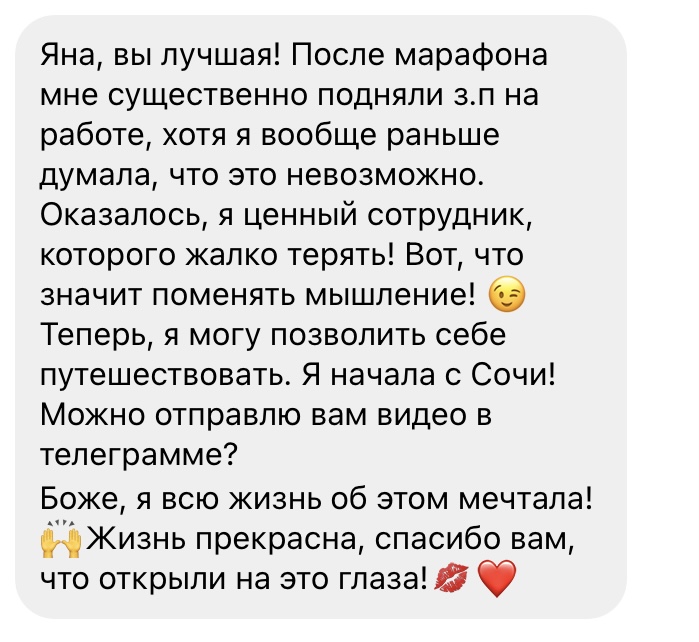 Яна, вы лучшая! После марафона
мне существенно подняли з.п на
работе, хотя я вообще раньше
думала, что это невозможно.
Оказалось, я ценный сотрудник,
которого жалко терять! Вот, что
значит поменять мышление! 😉
Теперь, я могу позволить себе
путешествовать. Я начала с Сочи!
Можно отправлю вам видео в
телеграмме?
Боже, я всю жизнь об этом мечтала!
🙌Жизнь прекрасна, спасибо вам,
что открыли на это глаза!💋❤️